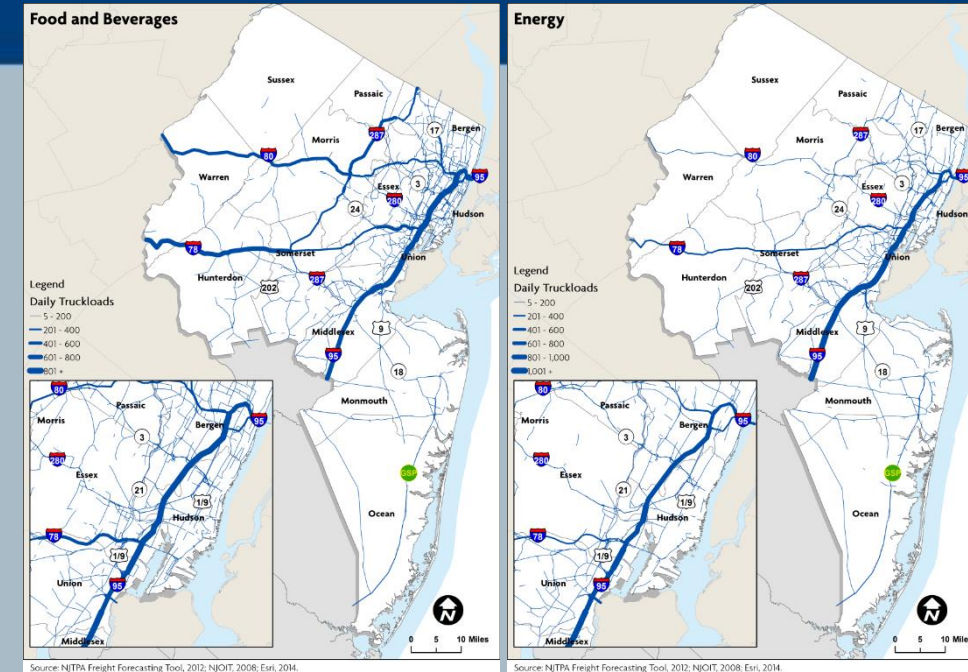 Food and Beverages
Sussex
Passaic
17
Bergen
287
Morris
80
95
Warren
Essex
3
280
24
Hudson
78
Somerset
Union
Hunterdon
287
202
Legend
Daily Truckloads
5 - 200
201 - 400
401 - 600
601 - 800
801 +
Middlesex
9
95
18
Monmouth
80
Passaic
Morris
Bergen
95
3
280
Essex
21
1/9
Hudson
78
1/9
Union
95
Middlesex
GSP
Ocean
N
0 5 10 Miles
Source: NJTPA Freight Forecasting Tool, 2012; NJOIT, 2008; Esri, 2014.
Energy
Sussex
Passaic
17
Bergen
287
Morris
80
95
Warren
Essex
3
280
24
Hudson
78
Somerset
Union
Hunterdon
287
202
Legend
Daily Truckloads
5 - 200
201 - 400
401 - 600
601 - 800
801 - 1,000
1,001 +
Middlesex
9
95
18
Monmouth
80
Passaic
Morris
Bergen
95
3
280
Essex
21
1/9
Hudson
78
1/9
Union
95
Middlesex
GSP
Ocean
N
0 5 10 Miles
Source: NJTPA Freight Forecasting Tool, 2012; NJOIT, 2008; Esri, 2014.